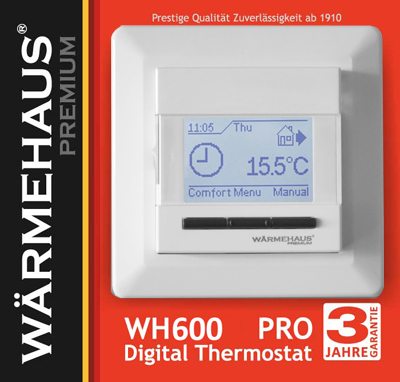 Prestige Qualität Zuverlässigkeit ab 1910
WÄRMEHAUS®
PREMIUM
11:05 Thu
15.5°C
Comfort Menu Manual
WÄRMEHAUS®
PREMIUM
WH600 PRO
Digital Thermostat
3
JAHRE
GARANTIE